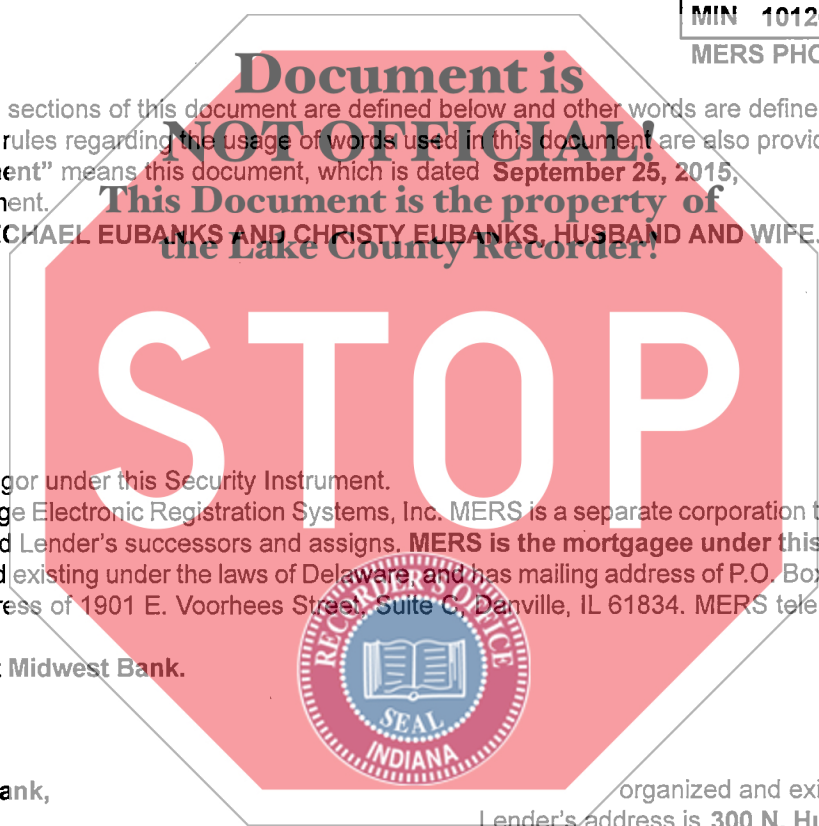 MIN 1012
MERS PHO
Document is
sections of this document are defined below and other words are define
NOT OFFICIAL!
rules regarding the usage of words used in this document are also provid
ent” means this document, which is dated September 25, 2015,
This Document is the property of
ent.
CHAEL EUBANKS AND CHRISTY EUBANKS, HUSBAND AND WIFE.
the Lake County Recorder!
STOP
gor under this Security Instrument.
ge Electronic Registration Systems, Inc. MERS is a separate corporation t
d Lender's successors and assigns. MERS is the mortgagee under this
d existing under the laws of Delaware, and has mailing address of P.O. Box
ress of 1901 E. Voorhees Street, Suite C, Danville, IL 61834. MERS tele
Midwest Bank.
RECORDER'S OFFICE
SEAL
INDIANA
ank,
organized and exi
Lender's address is 300 N. Hu